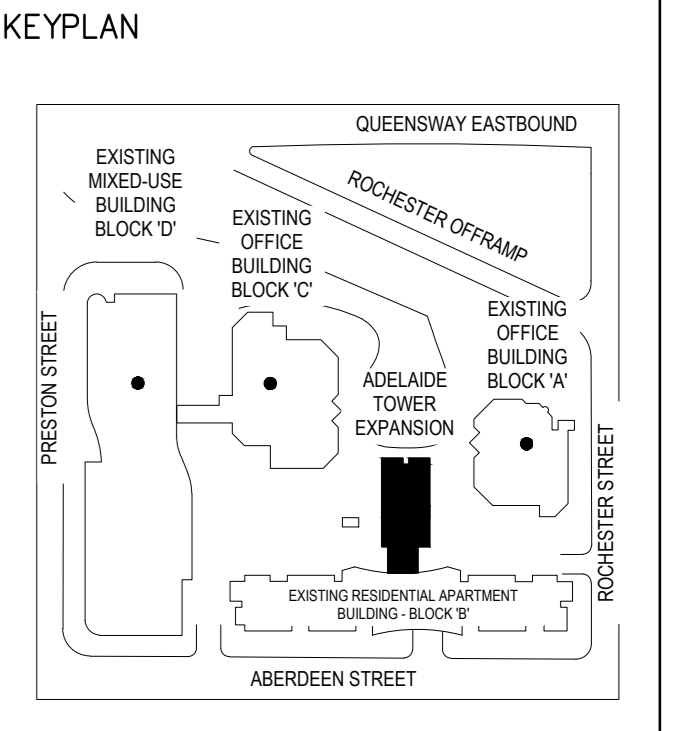 KEYPLAN
QUEENSWAY EASTBOUND
EXISTING
MIXED-USE
BUILDING
BLOCK 'D'
ROCHESTER OFFRAMP
EXISTING
OFFICE
BUILDING
BLOCK 'C'
EXISTING
OFFICE
BUILDING
BLOCK 'A'
PRESTON STREET
ADELAIDE
TOWER
EXPANSION
ROCHESTER STREET
EXISTING RESIDENTIAL APARTMENT
BUILDING - BLOCK 'B'
ABERDEEN STREET